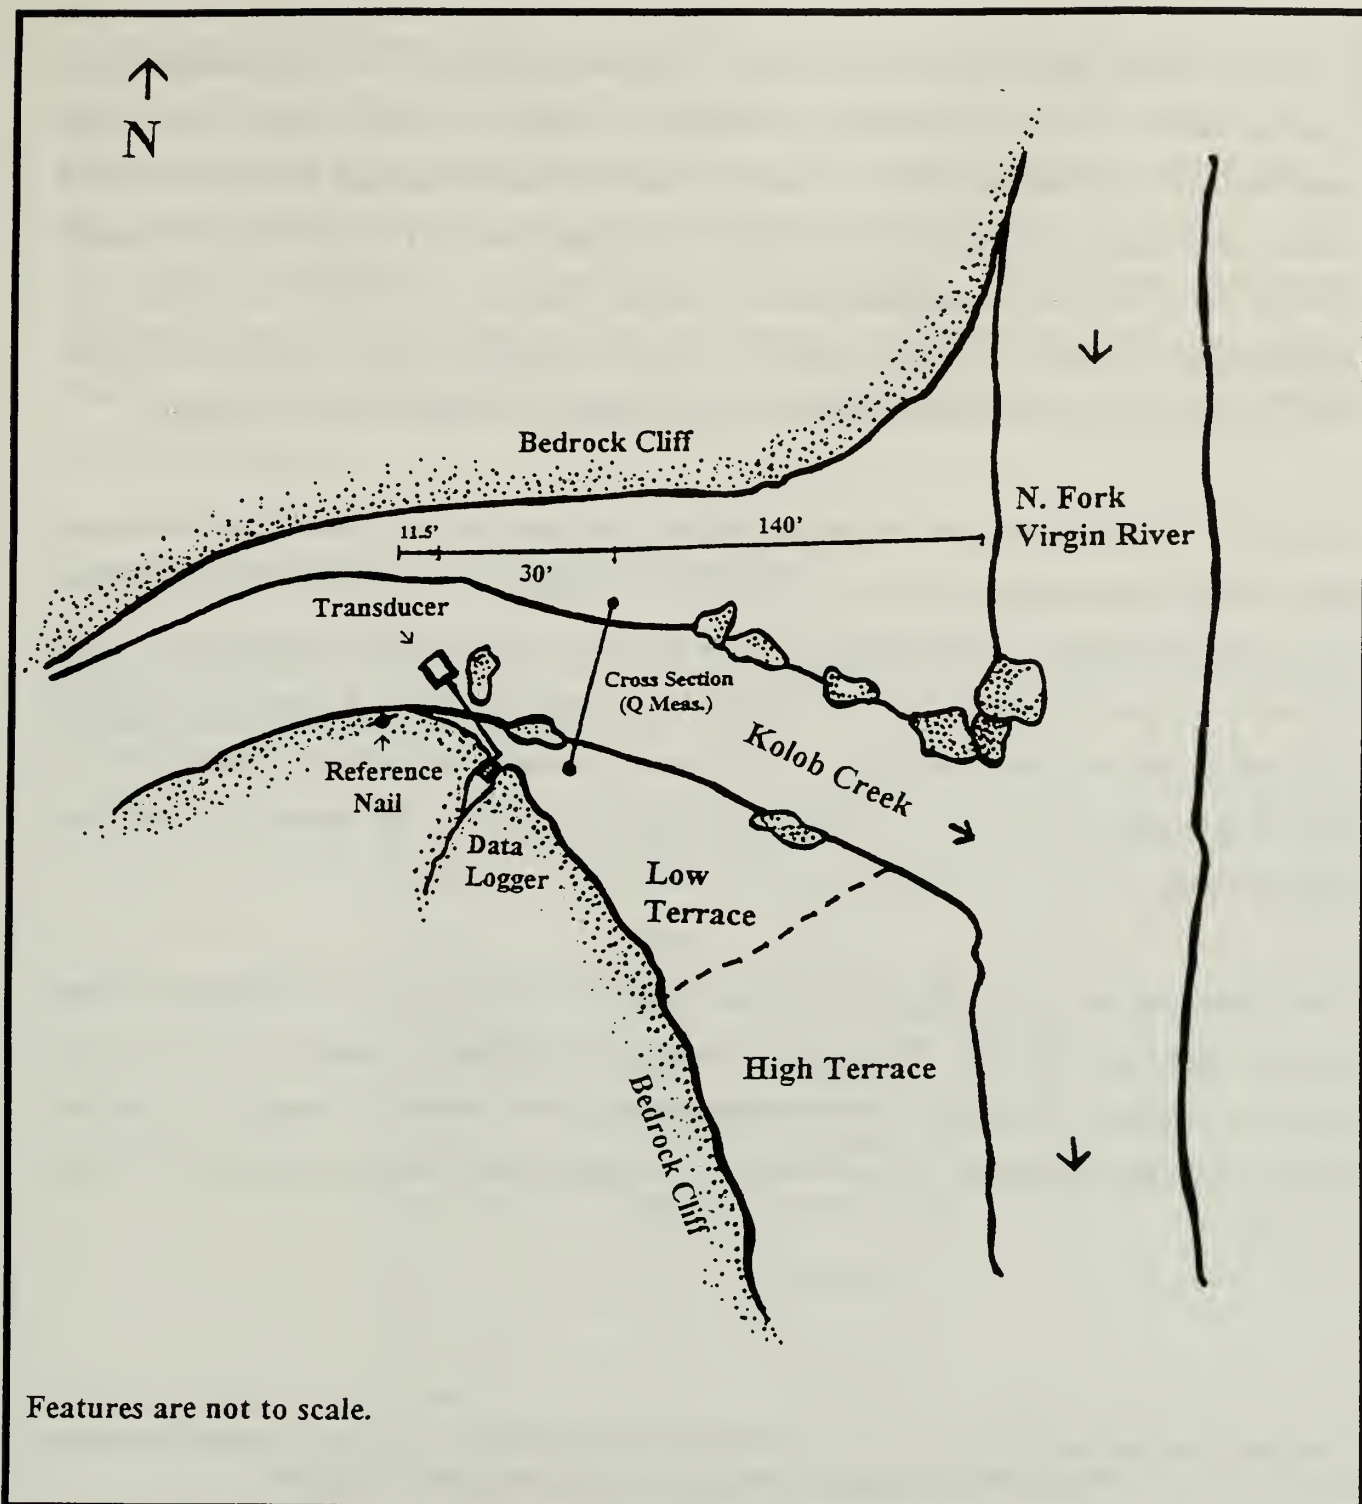 N
Bedrock Cliff
11.5'
140'
30'
N. Fork
Virgin River
Transducer
Cross Section
(Q Meas.)
Kolob Creek
Reference
Nail
Data
Logger
Low
Terrace
High Terrace
Bedrock Cliff
Features are not to scale.